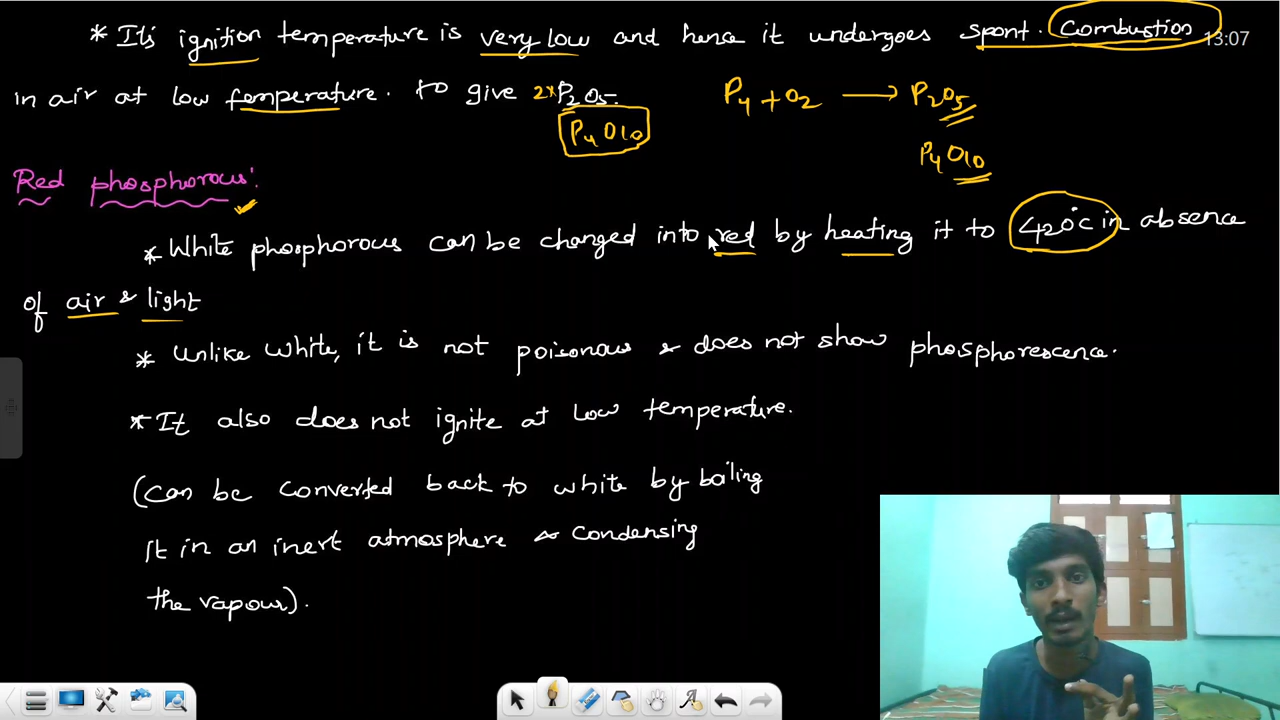 * It's ignition temperature is very low and hence it undergoes spont. Combustion
13:07
in air at low temperature. to give 2x P2O5.
P4 + O2 → P2O5
P4O10
P4O10
Red phosphorous:
* White phosphorous can be changed into red by heating it to 420°C in absence
of air & light
* Unlike white, it is not poisonous & does not show phosphorescence.
* It also does not ignite at low temperature.
(can be converted back to white by boiling
it in an inert atmosphere & condensing
the vapour).